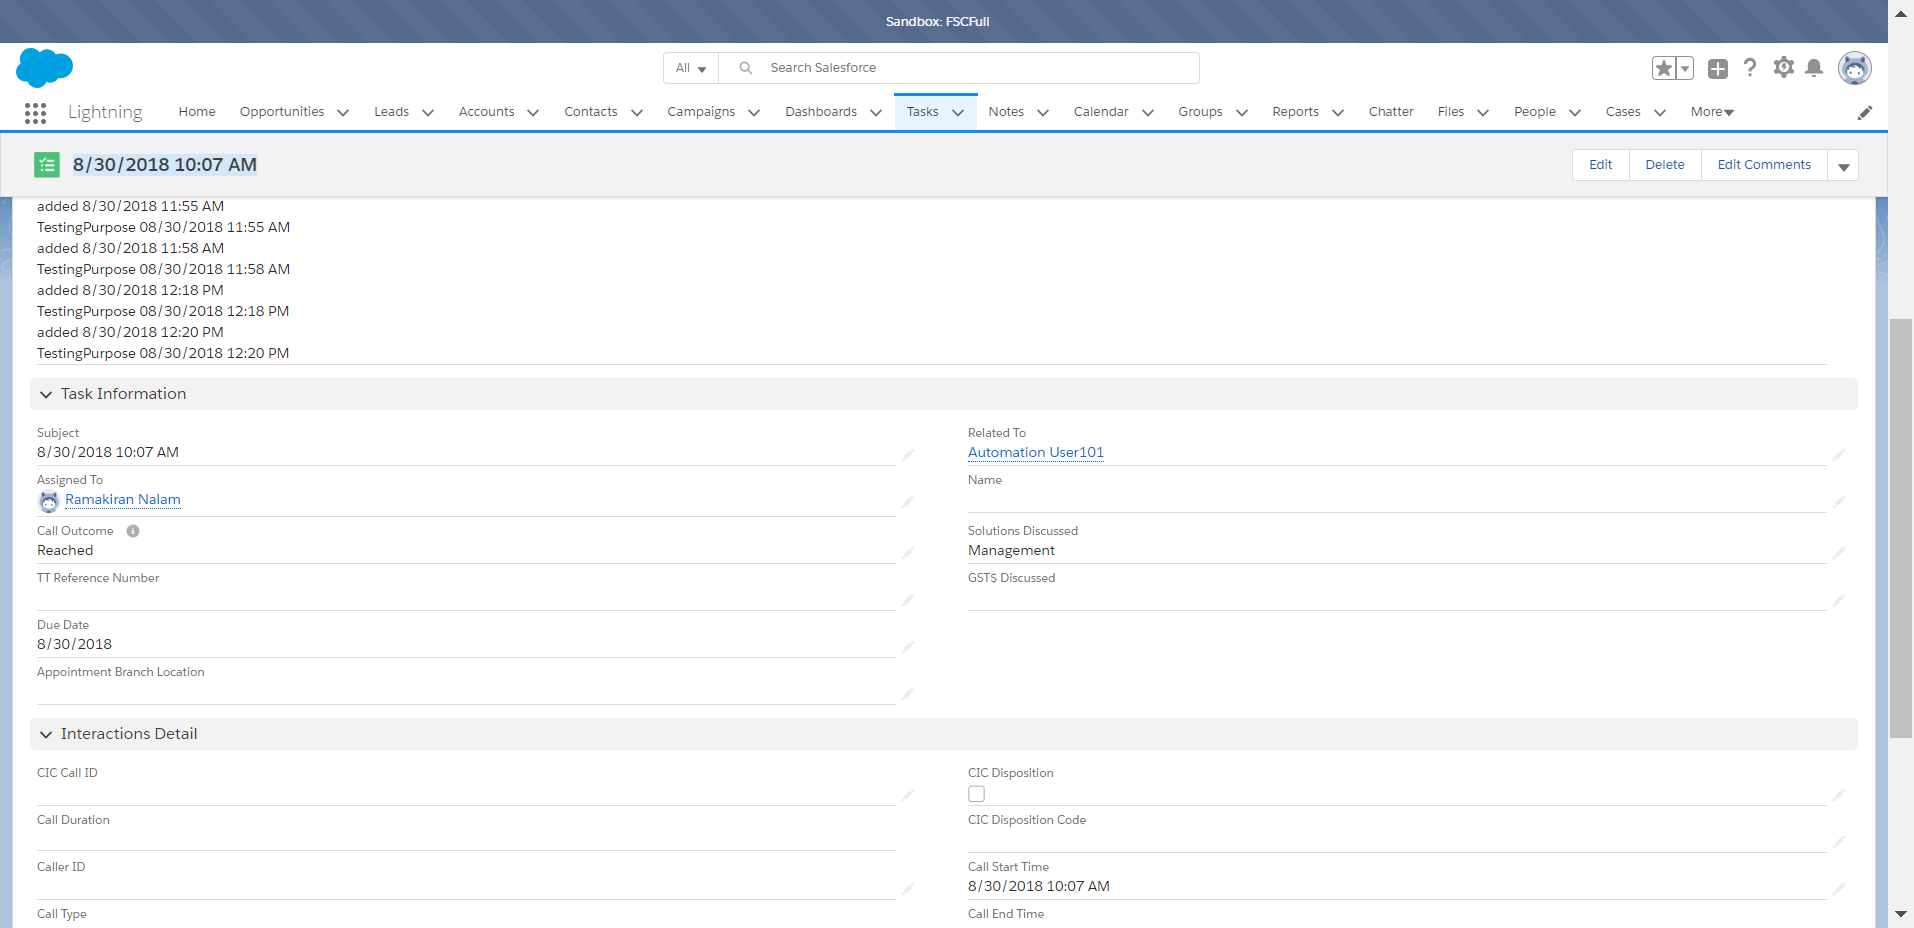 Sandbox: FSCFull
All
Search Salesforce
Lightning
Home
Opportunities
Leads
Accounts
Contacts
Campaigns
Dashboards
Tasks
Notes
Calendar
Groups
Reports
Chatter
Files
People
Cases
More
8/30/2018 10:07 AM
Edit
Delete
Edit Comments
added 8/30/2018 11:55 AM
TestingPurpose 08/30/2018 11:55 AM
added 8/30/2018 11:58 AM
TestingPurpose 08/30/2018 11:58 AM
added 8/30/2018 12:18 PM
TestingPurpose 08/30/2018 12:18 PM
added 8/30/2018 12:20 PM
TestingPurpose 08/30/2018 12:20 PM
Task Information
Subject
8/30/2018 10:07 AM
Related To
Automation User101
Assigned To
Ramakiran Nalam
Name
Call Outcome
Reached
Solutions Discussed
Management
TT Reference Number
GST$ Discussed
Due Date
8/30/2018
Appointment Branch Location
Interactions Detail
CIC Call ID
CIC Disposition
Call Duration
CIC Disposition Code
Caller ID
Call Start Time
8/30/2018 10:07 AM
Call Type
Call End Time